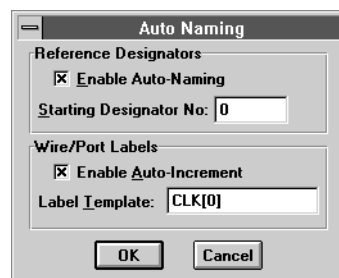 Auto Naming
Reference Designators
Enable Auto-Naming
Starting Designator No: 0
Wire/Port Labels
Enable Auto-Increment
Label Template: CLK[0]
OK Cancel